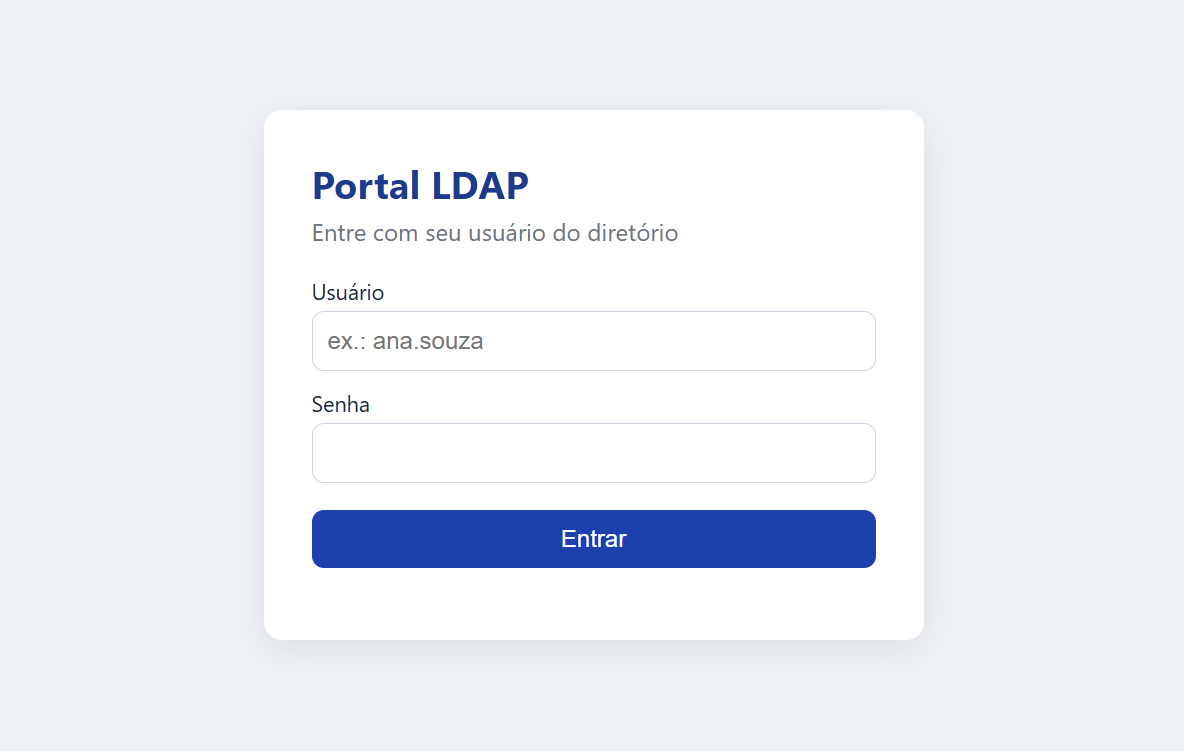 Portal LDAP
Entre com seu usuário do diretório
Usuário
ex.: ana.souza
Senha
Entrar